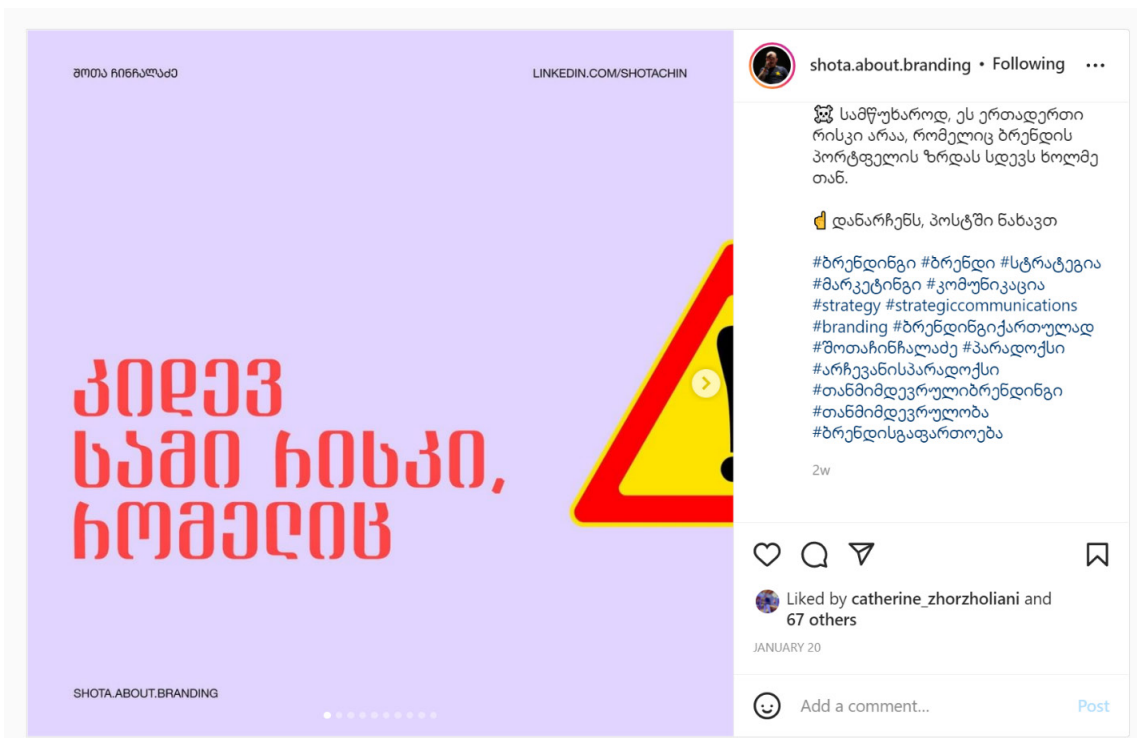 შოთა ჩინჩალაძე
LINKEDIN.COM/SHOTACHIN
კიდევ
სამი რისკი,
რომელიც
SHOTA.ABOUT.BRANDING
shota.about.branding • Following
☠️ სამწუხაროდ, ეს ერთადერთი
რისკი არაა, რომელიც ბრენდის
პორტფელის ზრდას სდევს ხოლმე
თან.
☝️ დანარჩენს, პოსტში ნახავთ
#ბრენდინგი #ბრენდი #სტრატეგია
#მარკეტინგი #კომუნიკაცია
#strategy #strategiccommunications
#branding #ბრენდინგიქართულად
#შოთაჩინჩალაძე #პარადოქსი
#არჩევანისპარადოქსი
#თანმიმდევრულიბრენდინგი
#თანმიმდევრულობა
#ბრენდისგაფართოება
2w
Liked by catherine_zhorzholiani and
67 others
JANUARY 20
Add a comment...
Post